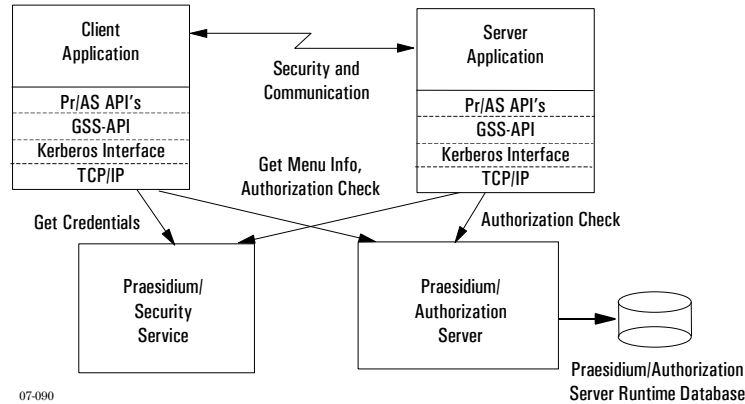 Client
Application
Server
Application
Security and
Communication
Pr/AS API's
GSS-API
Kerberos Interface
TCP/IP
Pr/AS API's
GSS-API
Kerberos Interface
TCP/IP
Get Menu Info,
Authorization Check
Get Credentials
Authorization Check
Praesidium/
Security
Service
Praesidium/
Authorization
Server
Praesidium/Authorization
Server Runtime Database
07-090